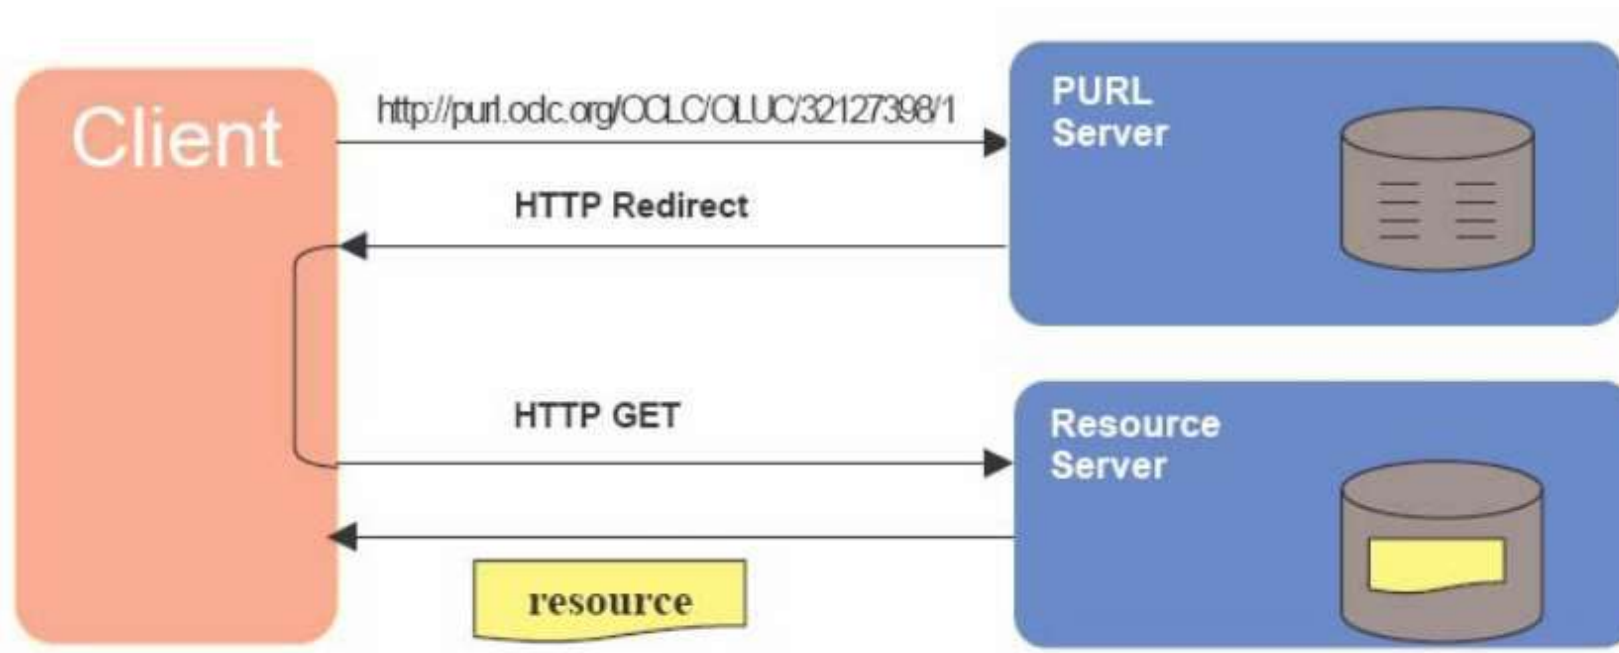 Client
http://purl.oclc.org/OCLC/OLUC/32127398/1
PURL
Server
HTTP Redirect
HTTP GET
Resource
Server
resource